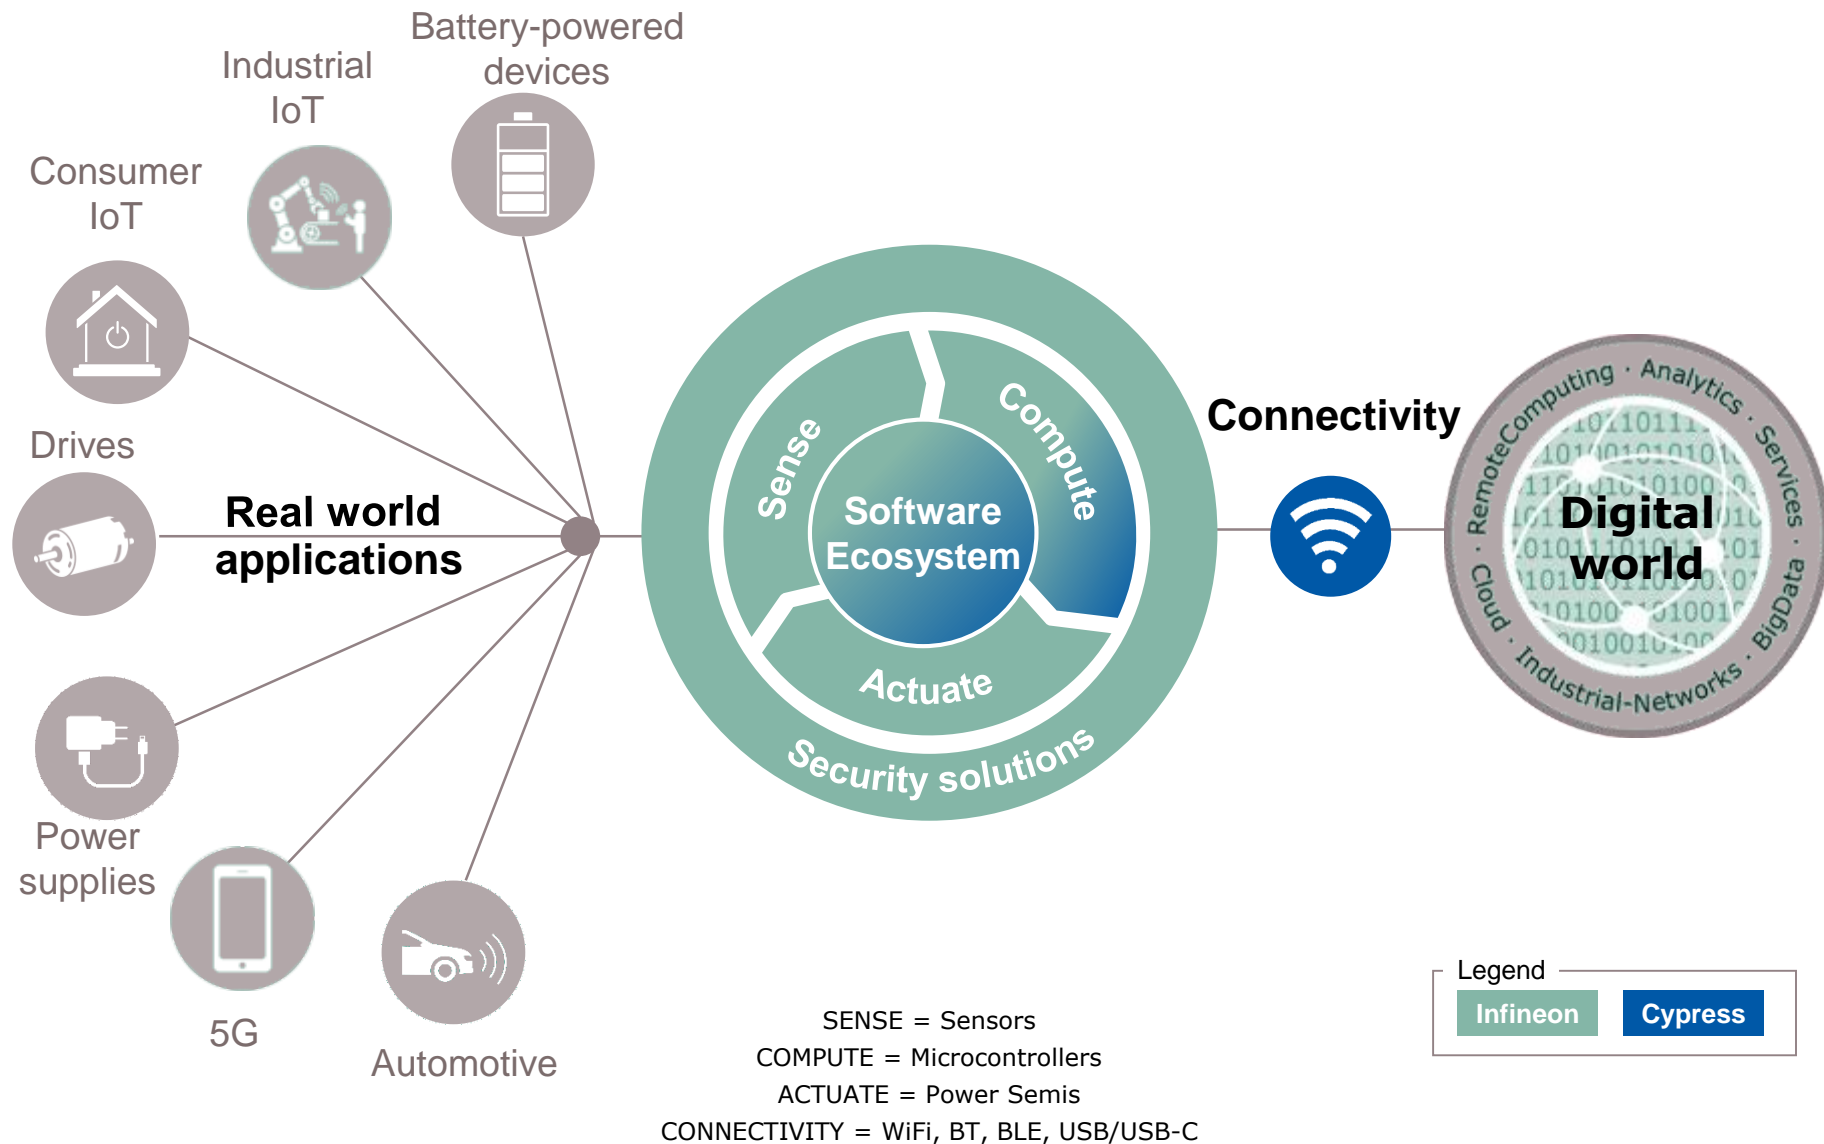 Battery-powered
devices
Industrial
IoT
Consumer
IoT
Drives
Real world
applications
Power
supplies
5G
Automotive
Sense
Compute
Actuate
Software
Ecosystem
Security solutions
Connectivity
RemoteComputing · Analytics · Services · BigData · Industrial-Networks · Cloud ·
Digital
world
SENSE = Sensors
COMPUTE = Microcontrollers
ACTUATE = Power Semis
CONNECTIVITY = WiFi, BT, BLE, USB/USB-C
Legend
Infineon
Cypress